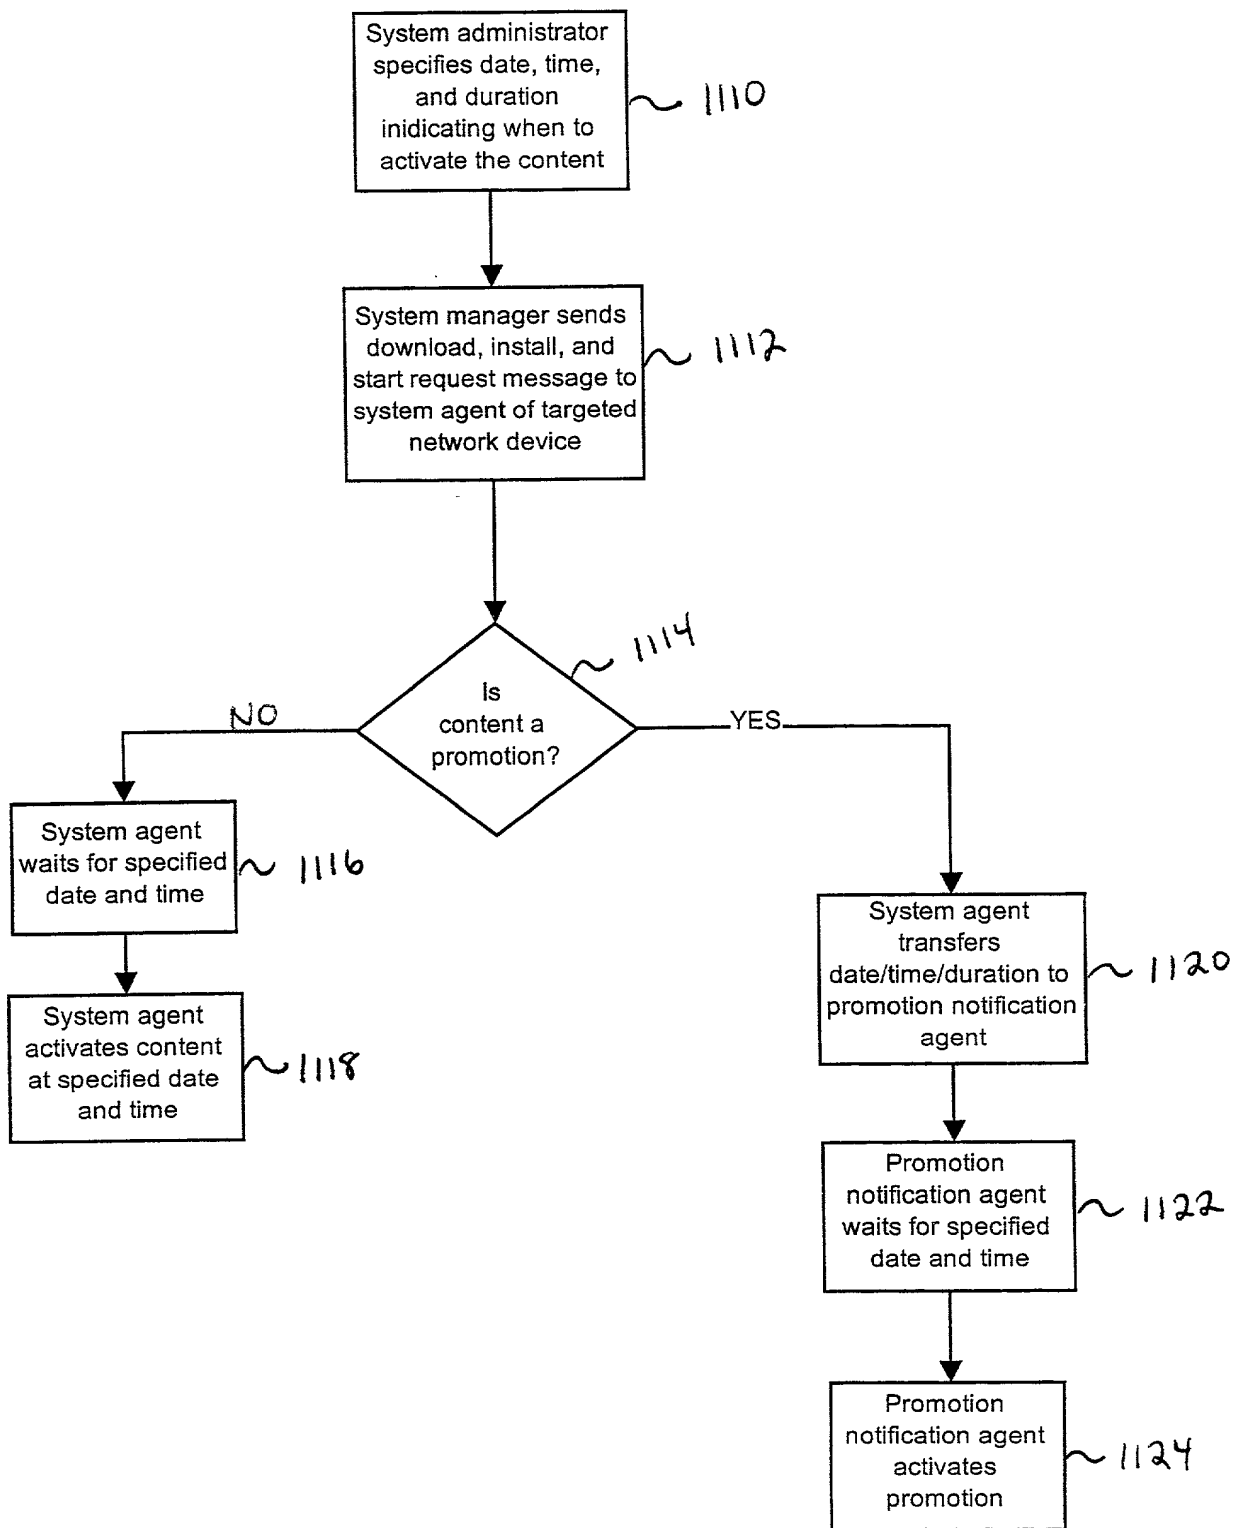 System administrator
specifies date, time,
and duration
inidicating when to
activate the content
1110
System manager sends
download, install, and
start request message to
system agent of targeted
network device
1112
Is
content a
promotion?
1114
NO
YES
System agent
waits for specified
date and time
1116
System agent
activates content
at specified date
and time
1118
System agent
transfers
date/time/duration to
promotion notification
agent
1120
Promotion
notification agent
waits for specified
date and time
1122
Promotion
notification agent
activates
promotion
1124